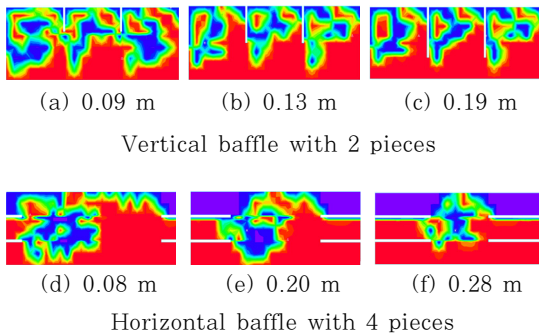 (a) 0.09 m (b) 0.13 m (c) 0.19 m
Vertical baffle with 2 pieces
(d) 0.08 m (e) 0.20 m (f) 0.28 m
Horizontal baffle with 4 pieces